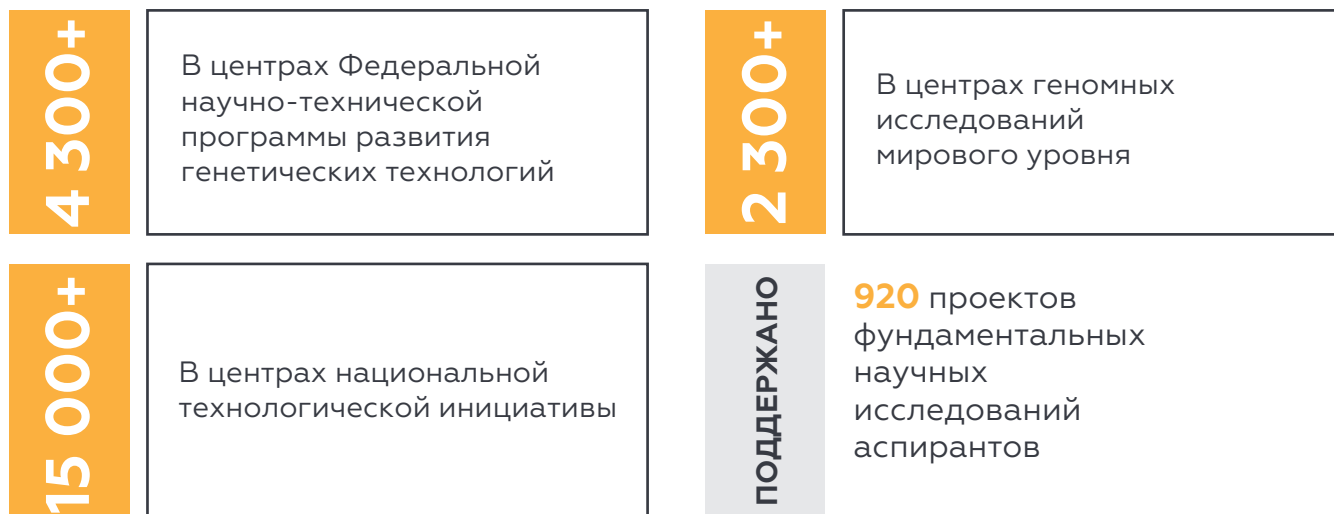 4 300+
В центрах Федеральной
научно-технической
программы развития
генетических технологий
2 300+
В центрах геномных
исследований
мирового уровня
15 000+
В центрах национальной
технологической инициативы
ПОДДЕРЖАНО
920 проектов
фундаментальных
научных
исследований
аспирантов